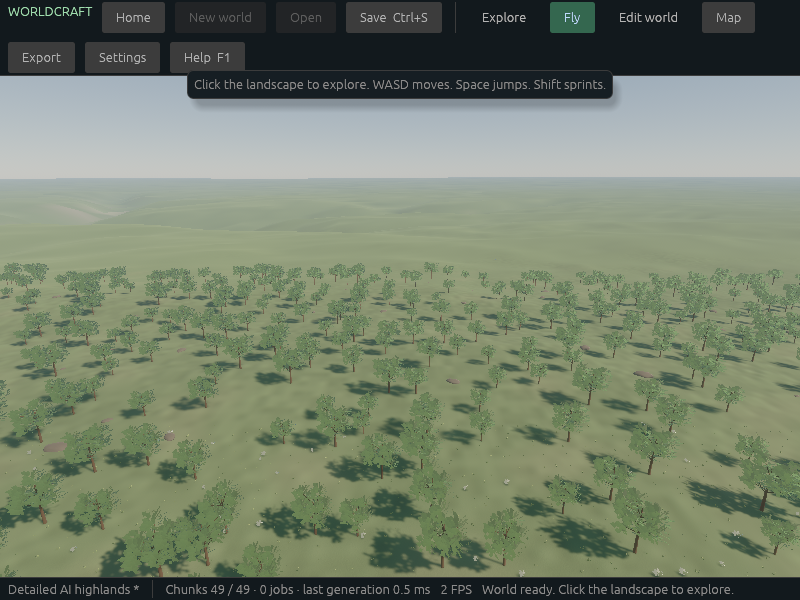 WORLDCRAFT Home New world Open Save Ctrl+S Explore Fly Edit world Map
Export Settings Help F1
Click the landscape to explore. WASD moves. Space jumps. Shift sprints.
Detailed AI highlands * Chunks 49 / 49 · 0 jobs · last generation 0.5 ms 2 FPS World ready. Click the landscape to explore.